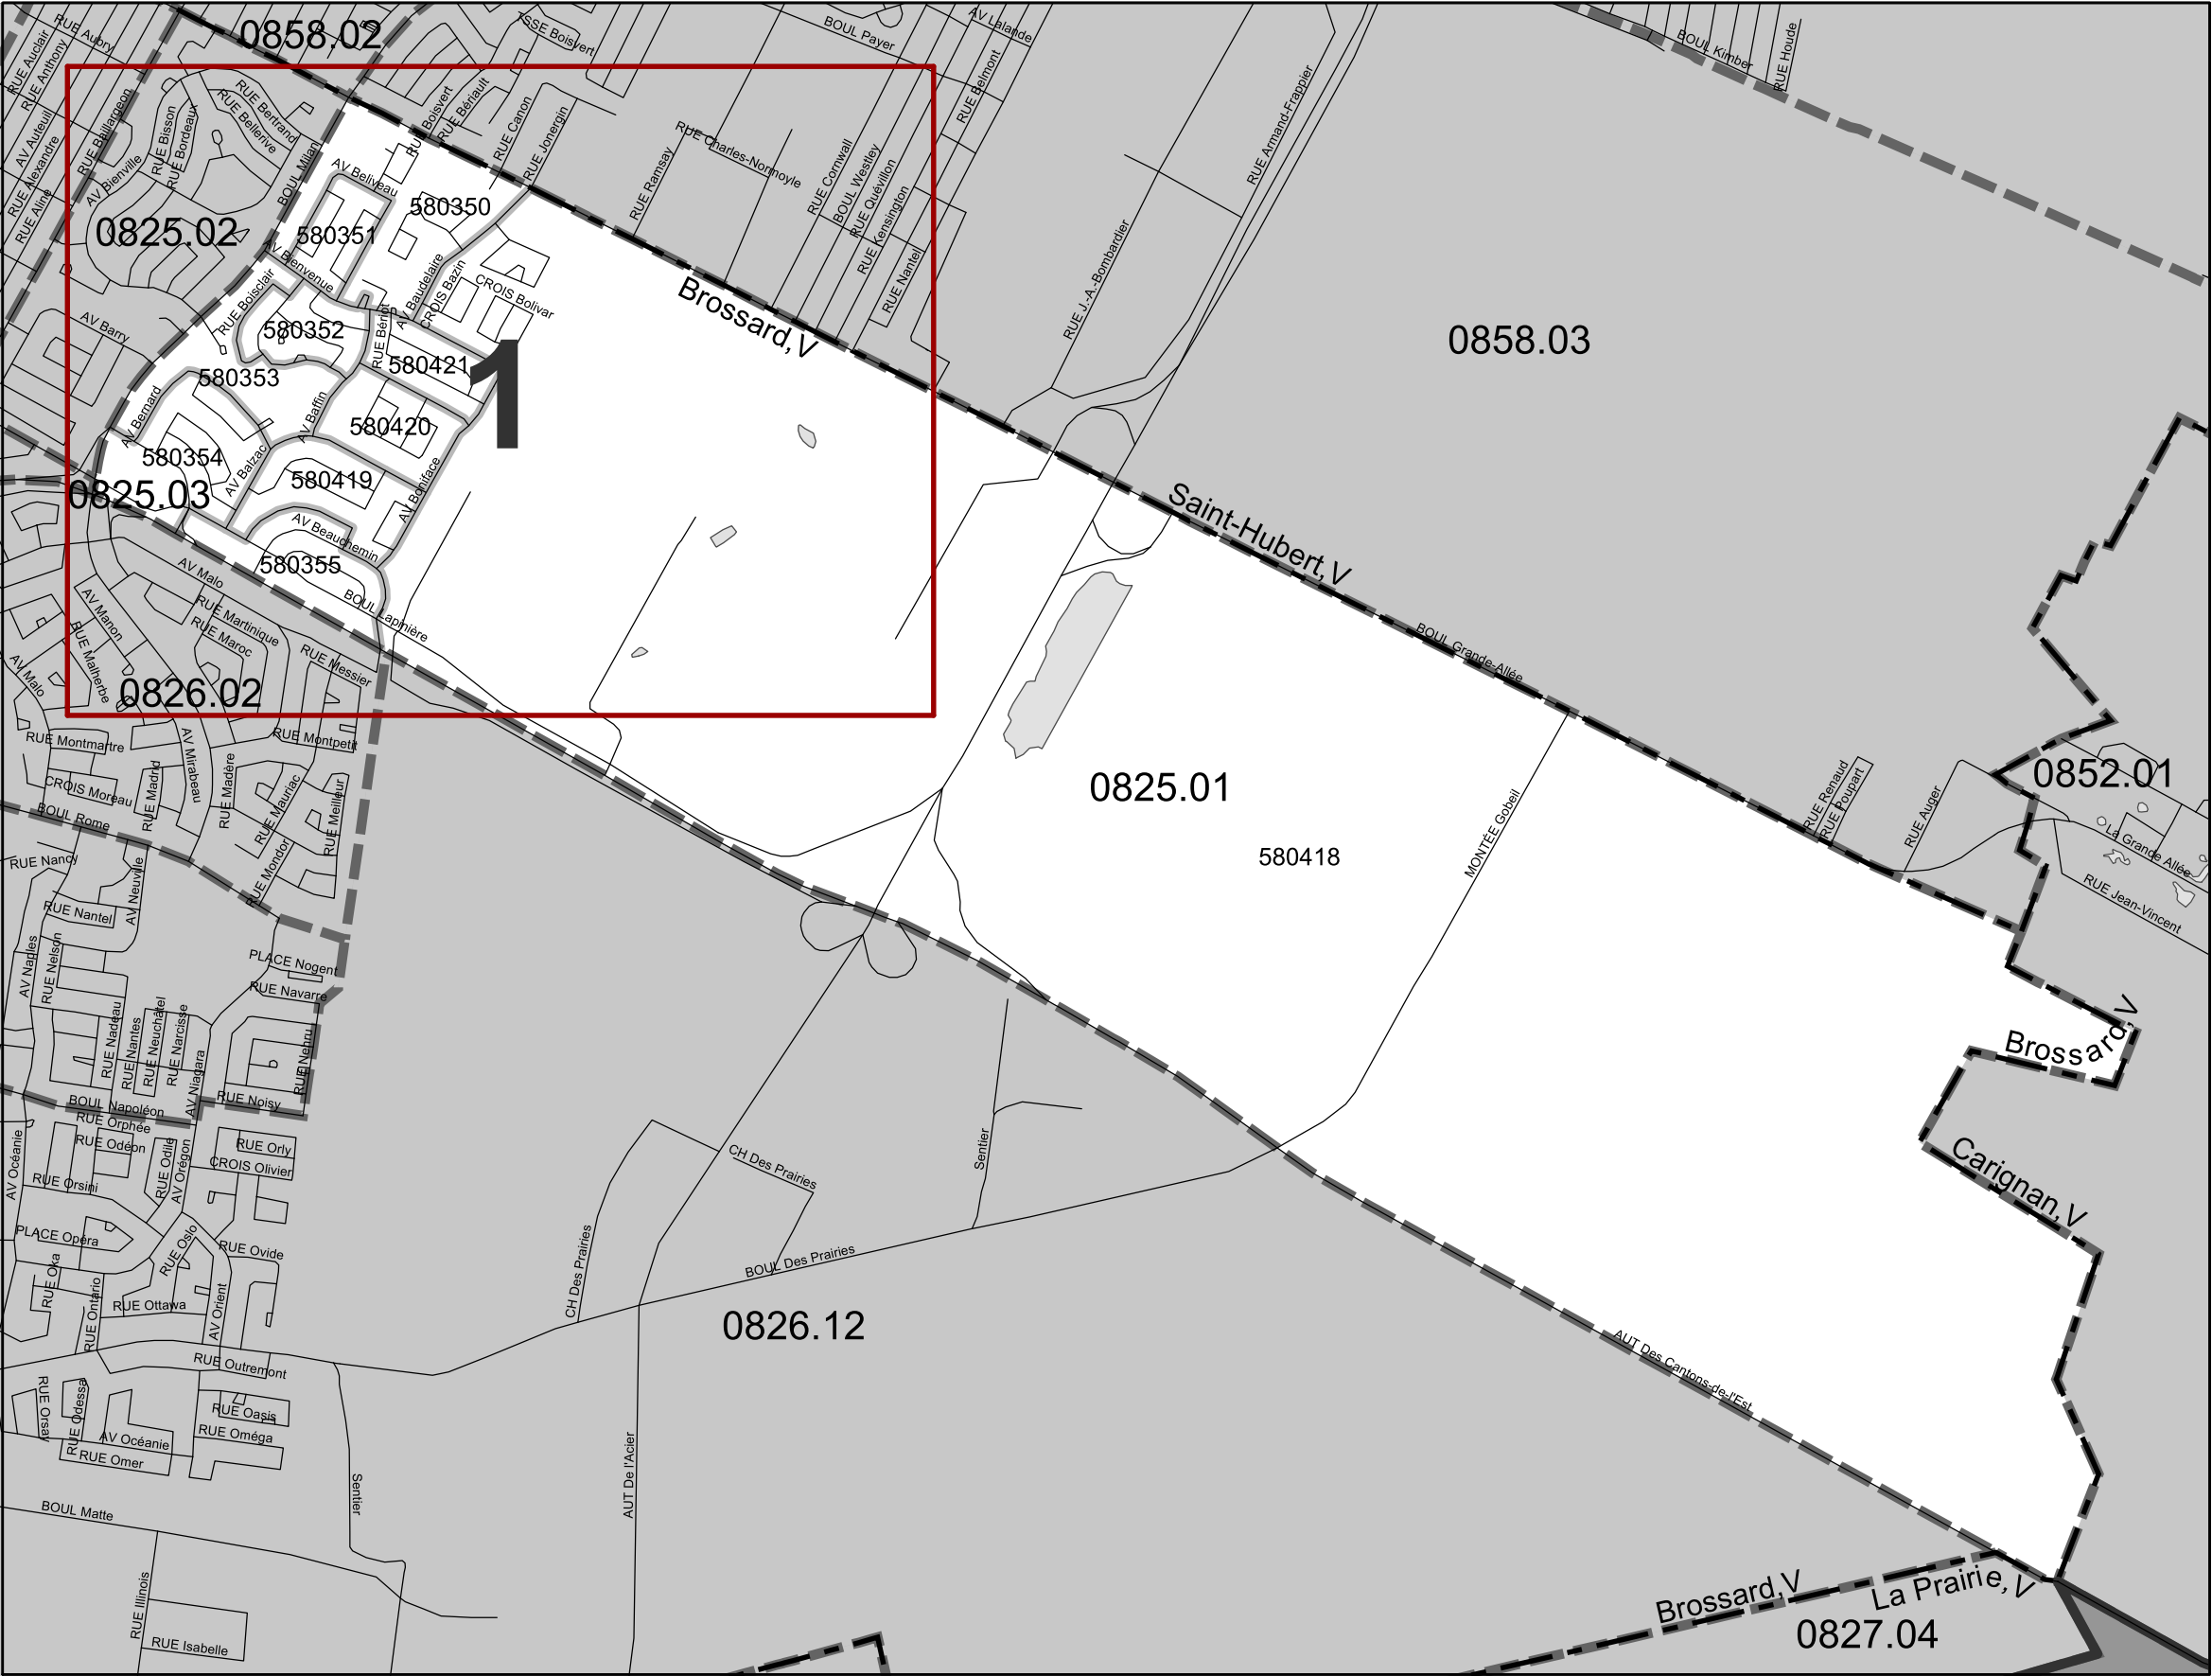 0858.02
RUE Aubry
RUE Auclair
RUE Anthony
AV Auteuil
RUE Alexandre
RUE Aline
RUE Baillargeon
AV Bienville
RUE Bisson
RUE Bordeaux
RUE Bertrand
RUE Bellerive
BOUL Milan
TSSE Boisvert
RUE Boisvert
RUE Bériault
RUE Canon
RUE Jonergin
BOUL Payer
AV Lalande
RUE Belmont
RUE Ramsay
RUE Charles-Normoyle
RUE Cornwall
BOUL Westley
RUE Quévillon
RUE Kensington
RUE Nantel
RUE Armand-Frappier
RUE J.-A.-Bombardier
BOUL Kimber
RUE Houde
0858.03
0825.02
AV Beliveau
580350
580351
AV Bienvenue
RUE Boisclair
580352
RUE Bériot
AV Baudelaire
CROIS Bazin
CROIS Bolivar
580421
1
580353
AV Barry
AV Bernard
AV Baffin
580420
580354
AV Balzac
580419
AV Boniface
0825.03
AV Beauchemin
580355
BOUL Lapinière
Brossard,V
Saint-Hubert,V
BOUL Grande-Allée
0825.01
580418
MONTÉE Gobeil
RUE Renaud
RUE Poupart
RUE Auger
0852.01
La Grande Allée
RUE Jean-Vincent
Brossard,V
Carignan,V
AV Malo
AV Manon
RUE Malherbe
AV Malo
RUE Martinique
RUE Maroc
RUE Messier
0826.02
RUE Montmartre
CROIS Moreau
RUE Madrid
AV Mirabeau
RUE Madère
RUE Montpetit
RUE Mauriac
RUE Meilleur
RUE Mondor
BOUL Rome
RUE Nancy
RUE Nantel
AV Neuville
AV Naples
RUE Nelson
PLACE Nogent
RUE Navarre
RUE Nadeau
RUE Nantes
RUE Neuchâtel
RUE Narcisse
AV Niagara
RUE Nehru
RUE Noisy
BOUL Napoléon
RUE Orphée
RUE Odéon
RUE Odile
AV Orégon
RUE Orly
CROIS Olivier
AV Océanie
RUE Orsini
PLACE Opéra
RUE Oslo
RUE Ovide
RUE Oka
RUE Ontario
RUE Ottawa
AV Orient
RUE Outremont
RUE Orsay
RUE Odessa
RUE Oasis
RUE Oméga
AV Océanie
RUE Omer
BOUL Matte
Sentier
RUE Illinois
RUE Isabelle
CH Des Prairies
CH Des Prairies
BOUL Des Prairies
Sentier
0826.12
AUT De l'Acier
AUT Des Cantons-de-l'Est
Brossard,V
La Prairie,V
0827.04